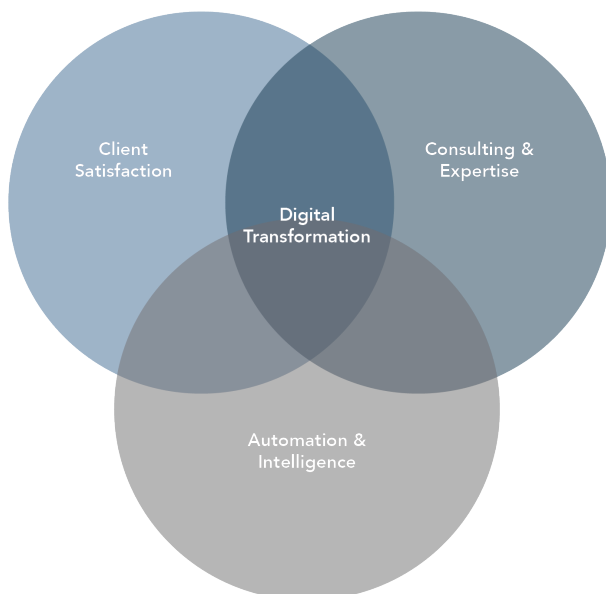 Client
Satisfaction
Consulting &
Expertise
Digital
Transformation
Automation &
Intelligence